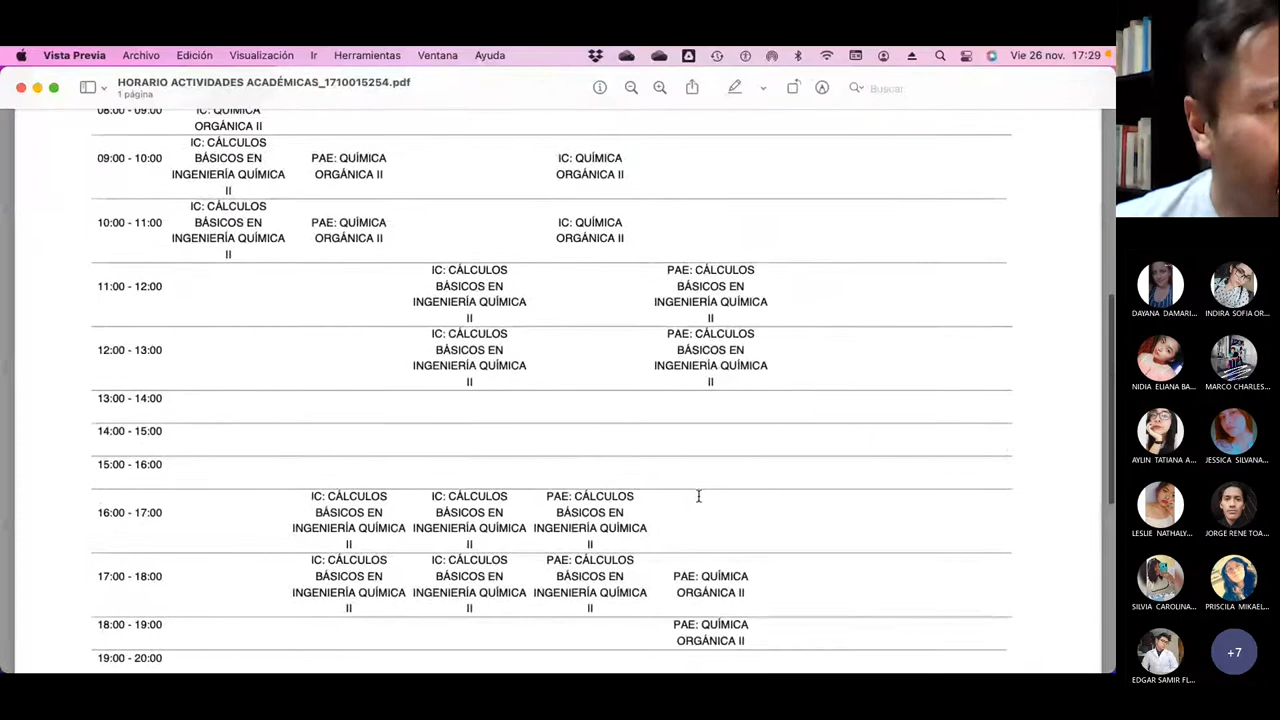 Vista Previa Archivo Edición Visualización Ir Herramientas Ventana Ayuda Vie 26 nov. 17:29
HORARIO ACTIVIDADES ACADÉMICAS_1710015254.pdf
1 página
Buscar
08:00 - 09:00 IC: QUÍMICA
ORGÁNICA II
09:00 - 10:00
IC: CÁLCULOS
BÁSICOS EN
INGENIERÍA QUÍMICA
II
PAE: QUÍMICA
ORGÁNICA II
IC: QUÍMICA
ORGÁNICA II
10:00 - 11:00
IC: CÁLCULOS
BÁSICOS EN
INGENIERÍA QUÍMICA
II
PAE: QUÍMICA
ORGÁNICA II
IC: QUÍMICA
ORGÁNICA II
11:00 - 12:00
IC: CÁLCULOS
BÁSICOS EN
INGENIERÍA QUÍMICA
II
PAE: CÁLCULOS
BÁSICOS EN
INGENIERÍA QUÍMICA
II
12:00 - 13:00
IC: CÁLCULOS
BÁSICOS EN
INGENIERÍA QUÍMICA
II
PAE: CÁLCULOS
BÁSICOS EN
INGENIERÍA QUÍMICA
II
13:00 - 14:00
14:00 - 15:00
15:00 - 16:00
16:00 - 17:00
IC: CÁLCULOS
BÁSICOS EN
INGENIERÍA QUÍMICA
II
IC: CÁLCULOS
BÁSICOS EN
INGENIERÍA QUÍMICA
II
PAE: CÁLCULOS
BÁSICOS EN
INGENIERÍA QUÍMICA
II
17:00 - 18:00
IC: CÁLCULOS
BÁSICOS EN
INGENIERÍA QUÍMICA
II
IC: CÁLCULOS
BÁSICOS EN
INGENIERÍA QUÍMICA
II
PAE: CÁLCULOS
BÁSICOS EN
INGENIERÍA QUÍMICA
II
PAE: QUÍMICA
ORGÁNICA II
18:00 - 19:00
PAE: QUÍMICA
ORGÁNICA II
19:00 - 20:00
DAYANA DAMARI... INDIRA SOFIA OR...
NIDIA ELIANA BA... MARCO CHARLES...
AYLIN TATIANA A... JESSICA SILVANA...
LESLIE NATHALY... JORGE RENE TOA...
SILVIA CAROLINA... PRISCILA MIKAEL...
EDGAR SAMIR FL... +7